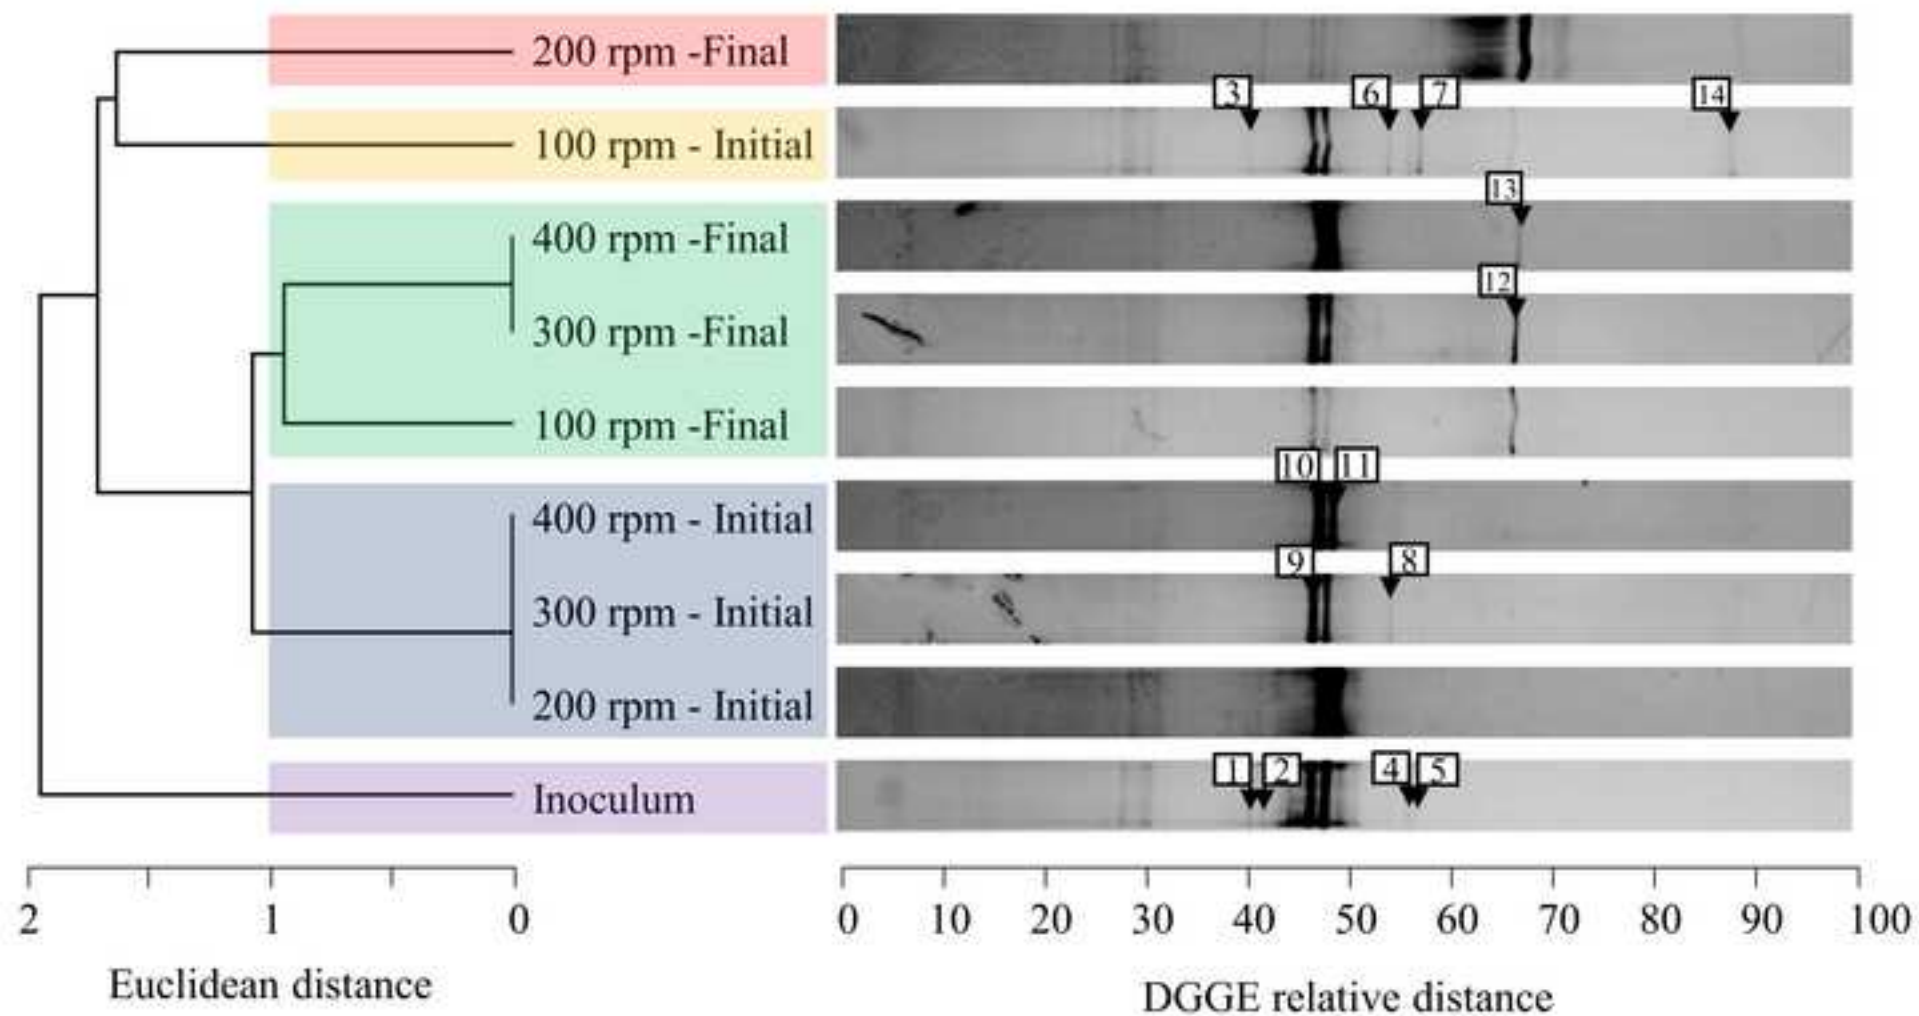 200 rpm -Final
3 6 7 14
100 rpm - Initial
13
400 rpm -Final
12
300 rpm -Final
100 rpm -Final
10 11
400 rpm - Initial
9 8
300 rpm - Initial
200 rpm - Initial
1 2 4 5
Inoculum
2 1 0
0 10 20 30 40 50 60 70 80 90 100
Euclidean distance
DGGE relative distance